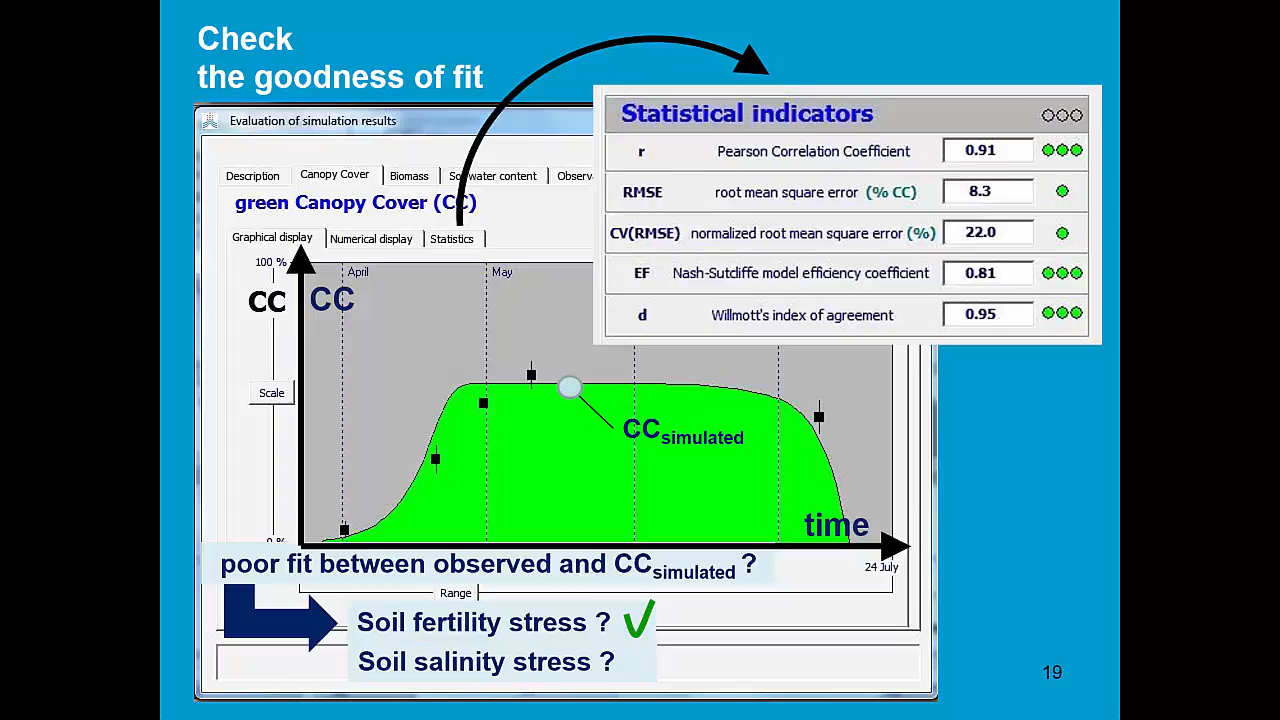 Check
the goodness of fit
Evaluation of simulation results
Description Canopy Cover Biomass water content Observa
green Canopy Cover (CC)
Graphical display Numerical display Statistics
100 % April May
CC CC
Scale
CCsimulated
time
0 %
24 July
Range
Statistical indicators
r Pearson Correlation Coefficient 0.91
RMSE root mean square error (% CC) 8.3
CV(RMSE) normalized root mean square error (%) 22.0
EF Nash-Sutcliffe model efficiency coefficient 0.81
d Willmott's index of agreement 0.95
poor fit between observed and CCsimulated ?
Soil fertility stress ? √
Soil salinity stress ?
19